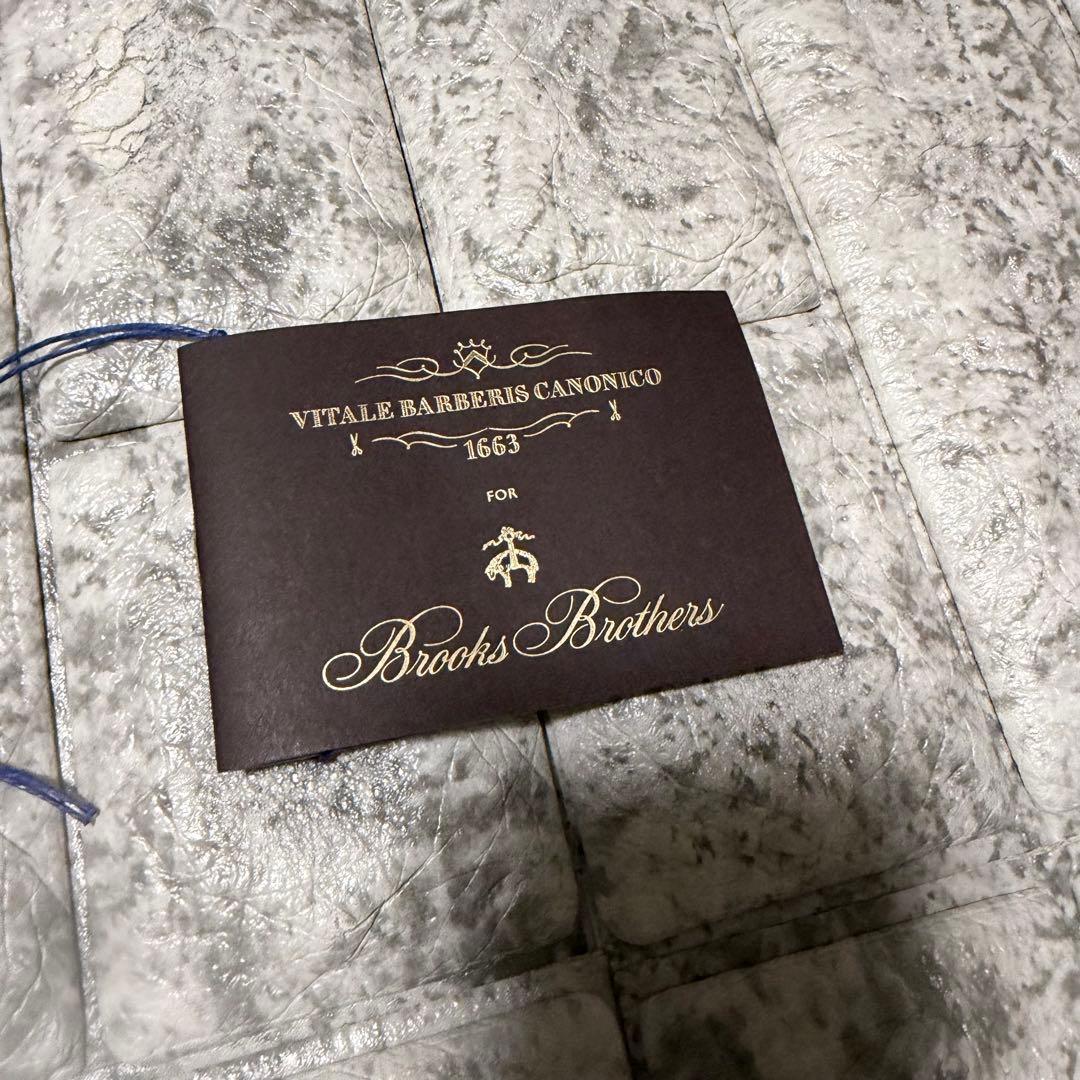 VITALE BARBERIS CANONICO
1663
FOR
Brooks Brothers